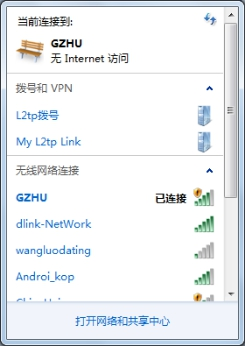 当前连接到:
GZHU
无 Internet 访问
拨号和 VPN
L2tp拨号
My L2tp Link
无线网络连接
GZHU 已连接
dlink-NetWork
wangluodating
Androi_kop
打开网络和共享中心